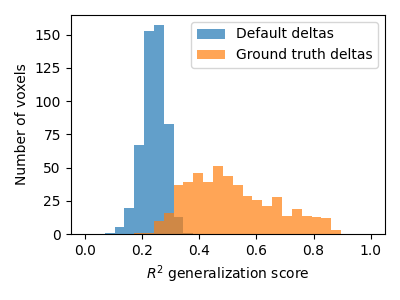 Default deltas
Ground truth deltas
150
125
100
75
50
25
0
Number of voxels
0.0 0.2 0.4 0.6 0.8 1.0
R² generalization score